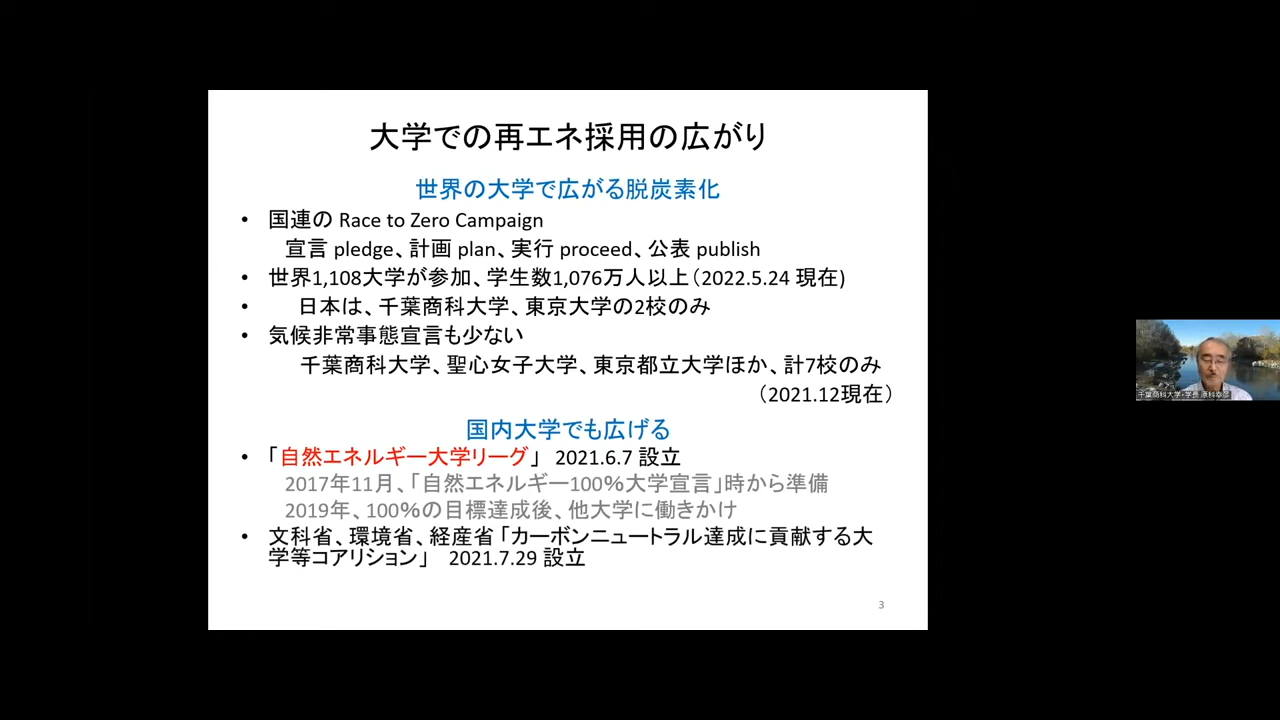 大学での再エネ採用の広がり
世界の大学で広がる脱炭素化
• 国連の Race to Zero Campaign
宣言 pledge、計画 plan、実行 proceed、公表 publish
• 世界1,108大学が参加、学生数1,076万人以上（2022.5.24 現在)
• 日本は、千葉商科大学、東京大学の2校のみ
• 気候非常事態宣言も少ない
千葉商科大学、聖心女子大学、東京都立大学ほか、計7校のみ
（2021.12現在）
国内大学でも広げる
• 「自然エネルギー大学リーグ」 2021.6.7 設立
2017年11月、「自然エネルギー100％大学宣言」時から準備
2019年、100％の目標達成後、他大学に働きかけ
• 文科省、環境省、経産省「カーボンニュートラル達成に貢献する大
学等コアリション」 2021.7.29 設立
3
千葉商科大学・学長 原科幸彦